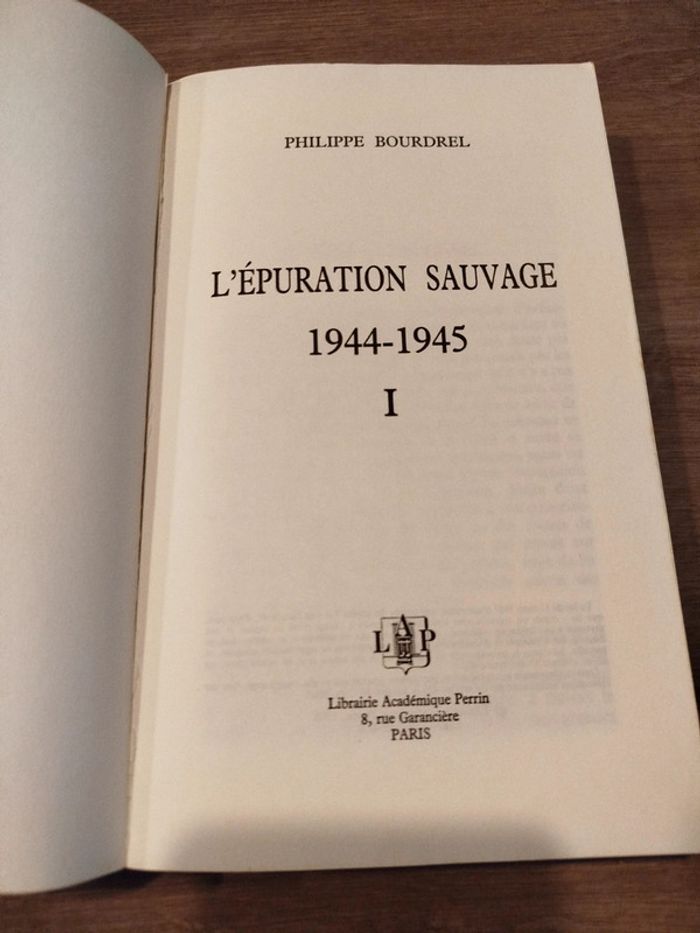 PHILIPPE BOURDREL
L'ÉPURATION SAUVAGE
1944-1945
I
LAP
Librairie Académique Perrin
8, rue Garancière
PARIS